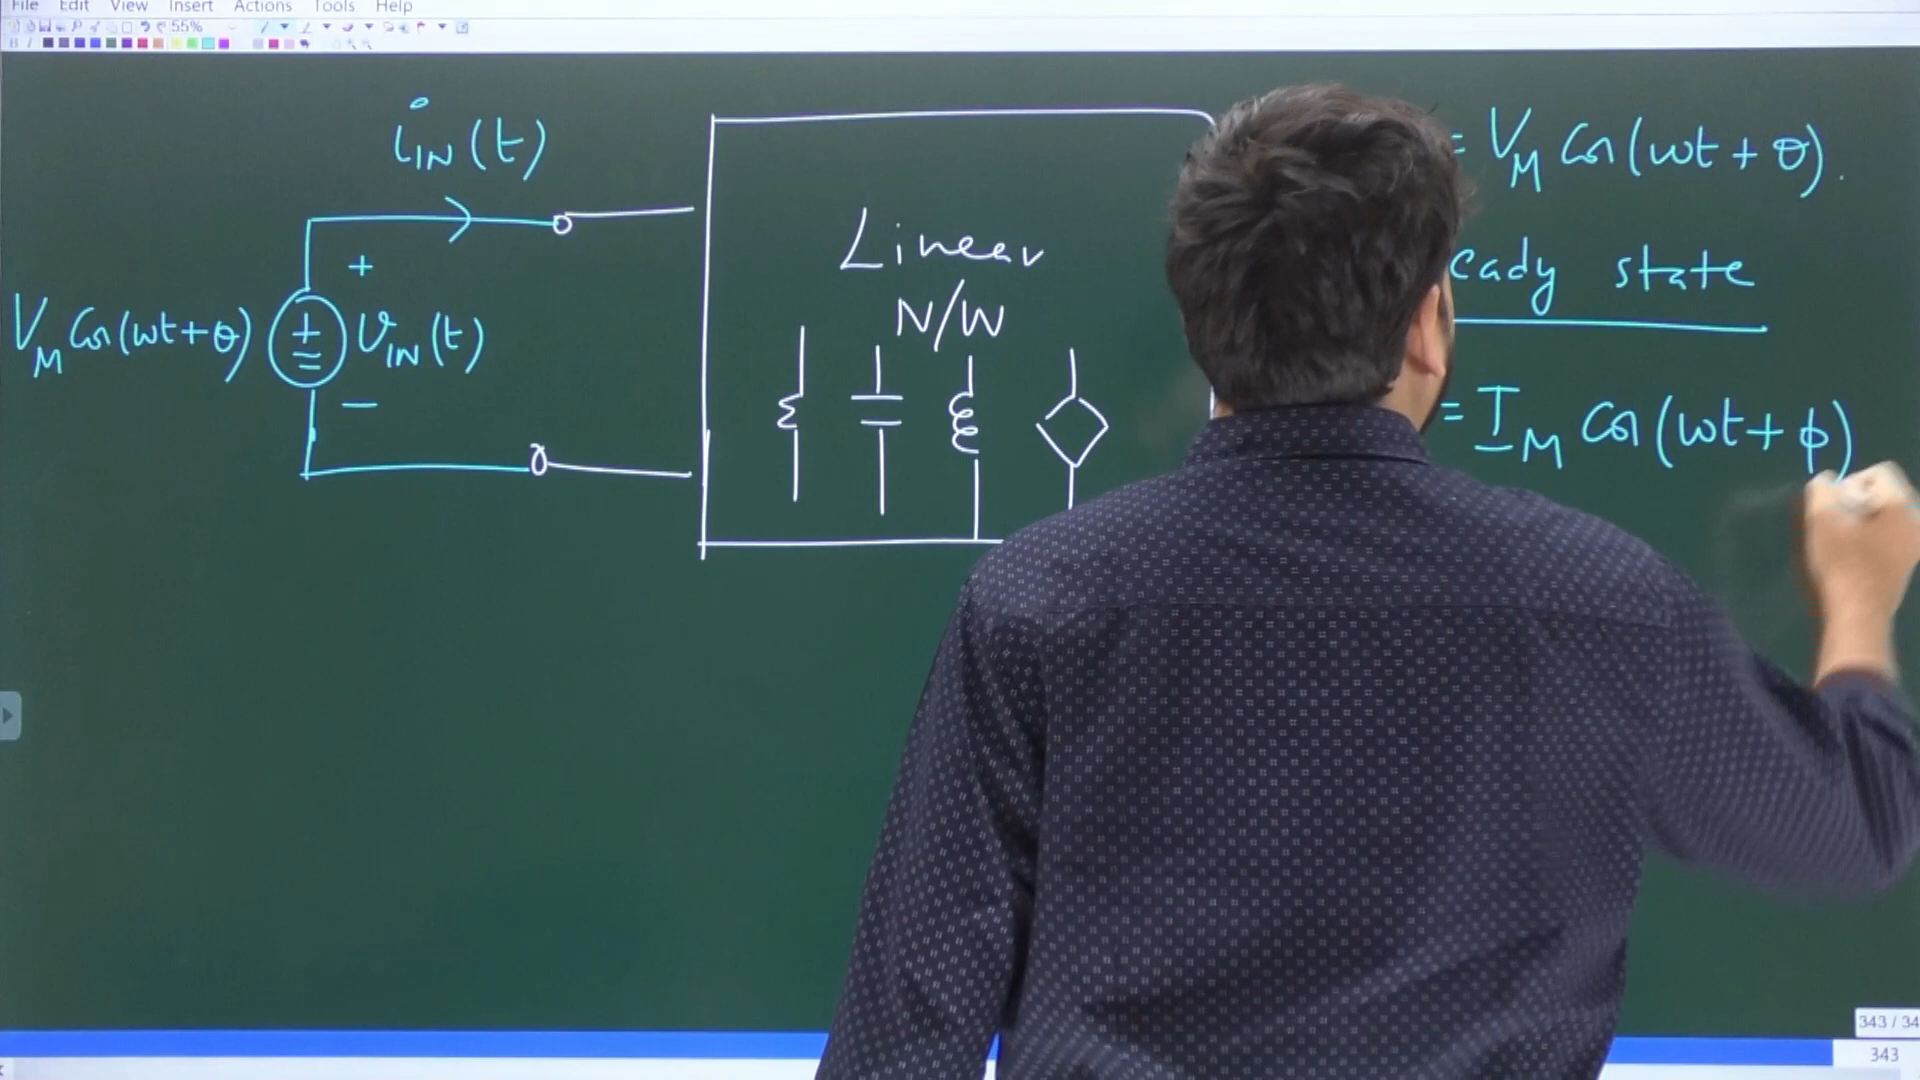 File Edit View Insert Actions Tools Help
55%
i_IN(t)
= V_M Cos(ωt + θ).
Linear
N/W
eady state
+
V_M Cos(ωt+θ) V_IN(t)
−
= I_M Cos(ωt+φ)
343 / 34
343